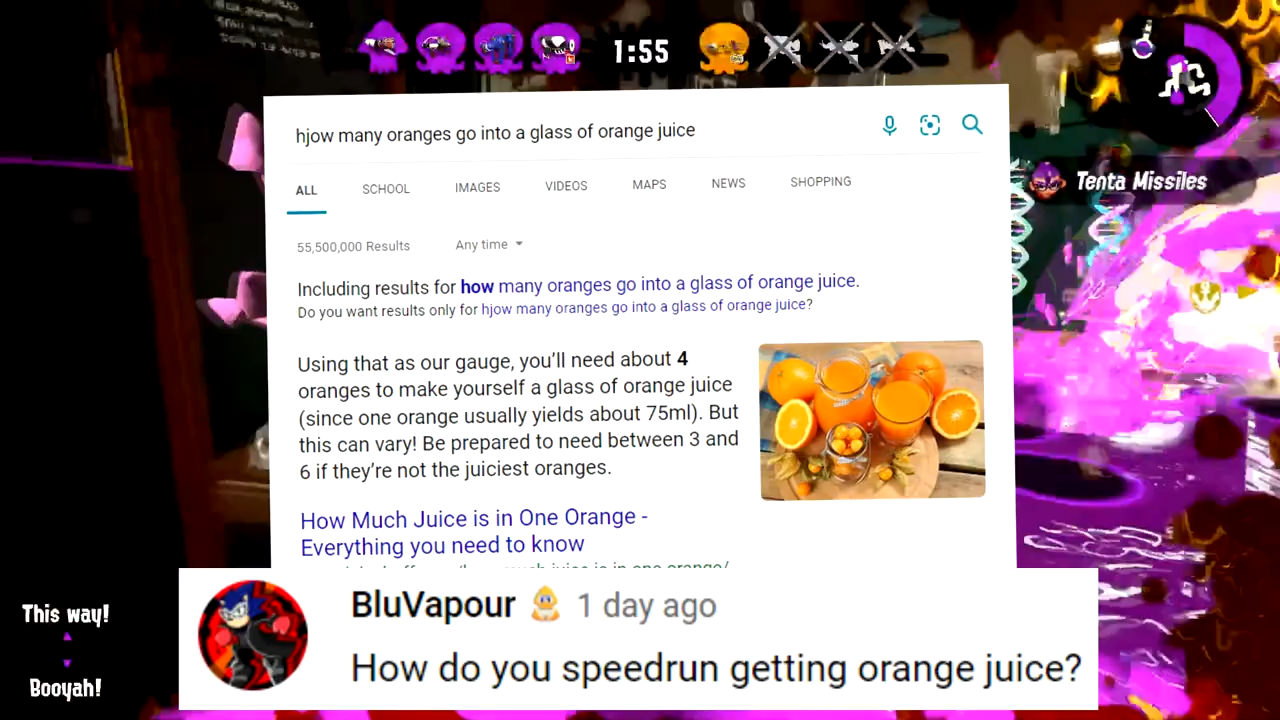 1:55
Tenta Missiles
hjow many oranges go into a glass of orange juice
ALL SCHOOL IMAGES VIDEOS MAPS NEWS SHOPPING
55,500,000 Results Any time
Including results for how many oranges go into a glass of orange juice.
Do you want results only for hjow many oranges go into a glass of orange juice?
Using that as our gauge, you'll need about 4
oranges to make yourself a glass of orange juice
(since one orange usually yields about 75ml). But
this can vary! Be prepared to need between 3 and
6 if they're not the juiciest oranges.
How Much Juice is in One Orange -
Everything you need to know
This way!
Booyah!
BluVapour 1 day ago
How do you speedrun getting orange juice?